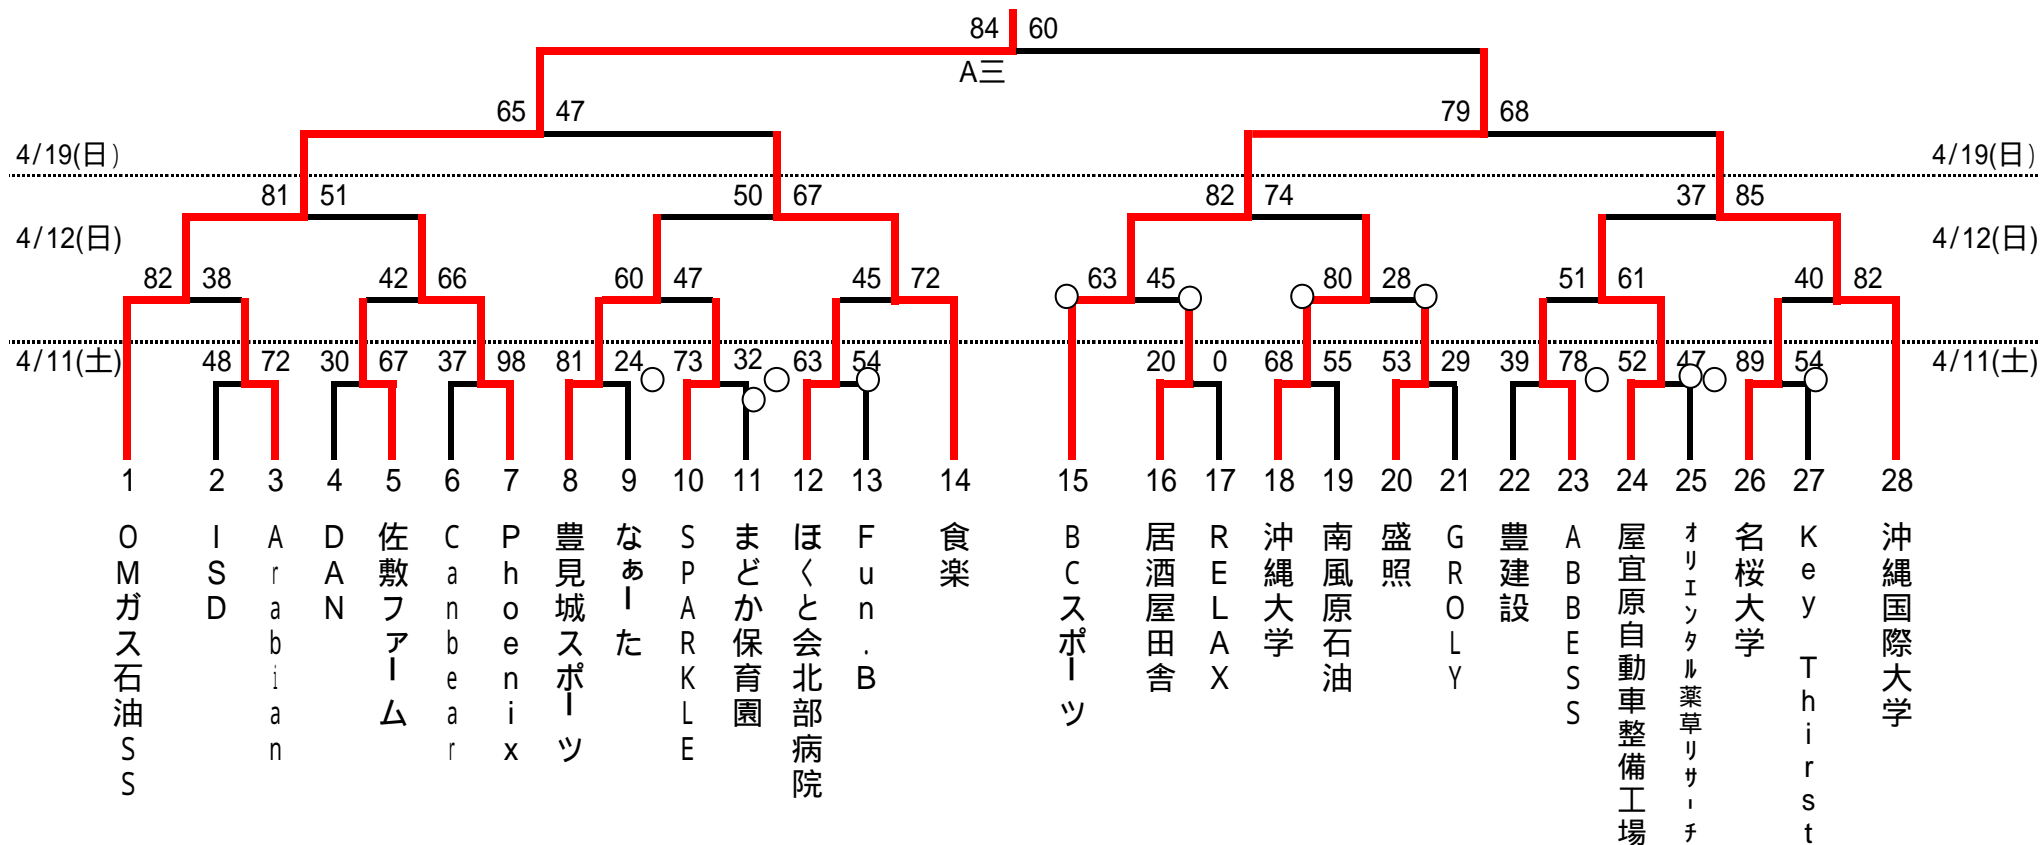 84 60
A三
65 47 79 68
4/19(日) 4/19(日)
81 51 50 67 82 74 37 85
4/12(日) 4/12(日)
82 38 42 66 60 47 45 72 63 45 80 28 51 61 40 82
4/11(土) 48 72 30 67 37 98 81 24 73 32 63 54 20 0 68 55 53 29 39 78 52 47 89 54 4/11(土)
1 2 3 4 5 6 7 8 9 10 11 12 13 14 15 16 17 18 19 20 21 22 23 24 25 26 27 28
OMガス石油SS
ISD
Arabian
DAN
佐敷ファーム
Canbear
Phoenix
豊見城スポーツ
なぁーた
SPARKLE
まどか保育園
ほくと会北部病院
Fun.B
食楽
BCスポーツ
居酒屋田舎
RELAX
沖縄大学
南風原石油
盛照
GROLY
豊建設
ABBESS
屋宜原自動車整備工場
ｵﾘｴﾝﾀﾙ薬草ﾘｻｰﾁ
名桜大学
Key Thirst
沖縄国際大学